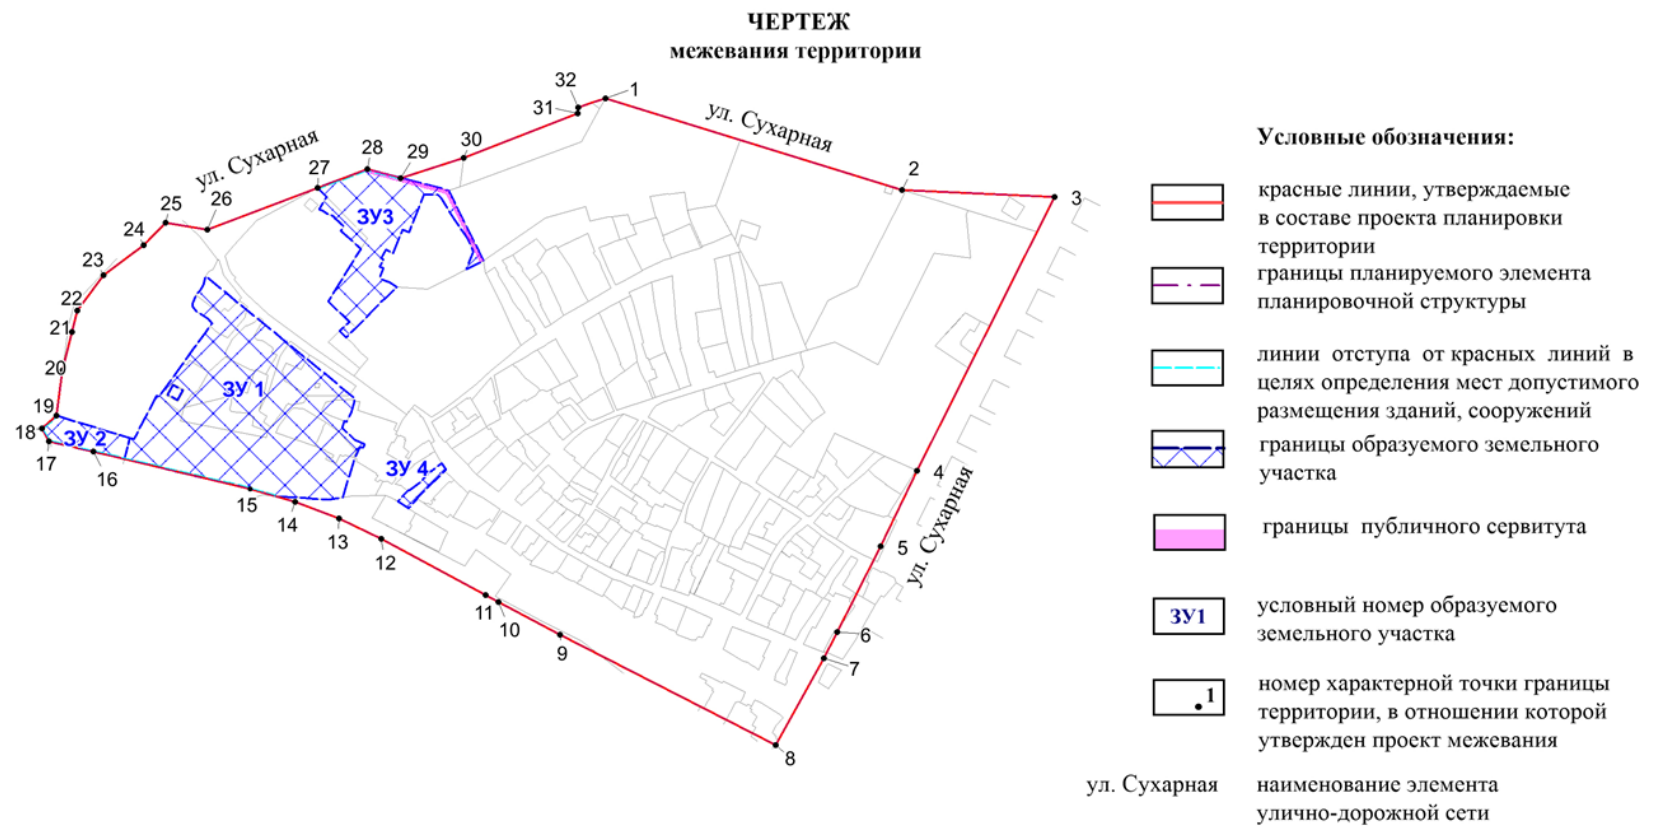 ЧЕРТЕЖ
межевания территории
32
1
31
ул. Сухарная
30
28
29
ул. Сухарная
27
2
3
25
26
ЗУ3
24
23
22
21
20
ЗУ 1
19
18
ЗУ 2
17
16
ЗУ 4
4
15
14
13
12
5
ул. Сухарная
11
10
9
6
7
8
Условные обозначения:
красные линии, утверждаемые
в составе проекта планировки
территории
границы планируемого элемента
планировочной структуры
линии отступа от красных линий в
целях определения мест допустимого
размещения зданий, сооружений
границы образуемого земельного
участка
границы публичного сервитута
ЗУ1
условный номер образуемого
земельного участка
1
номер характерной точки границы
территории, в отношении которой
утвержден проект межевания
ул. Сухарная
наименование элемента
улично-дорожной сети